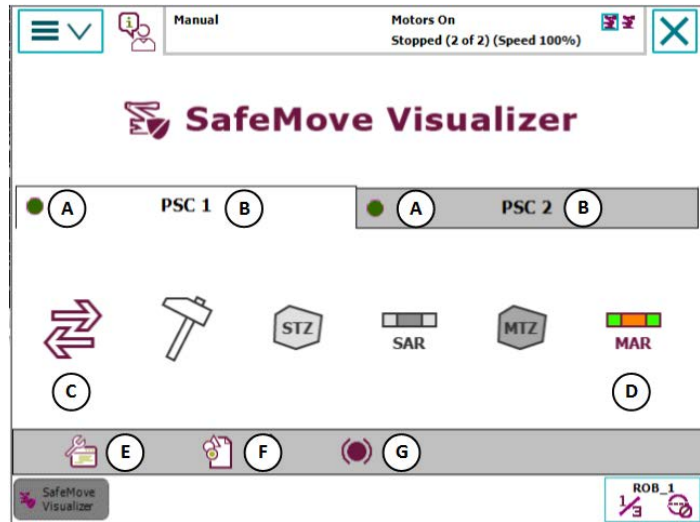 Manual
Motors On
Stopped (2 of 2) (Speed 100%)
SafeMove Visualizer
A
PSC 1
B
A
PSC 2
B
STZ
SAR
MTZ
MAR
C
D
E
F
G
SafeMove
Visualizer
ROB_1
1/3